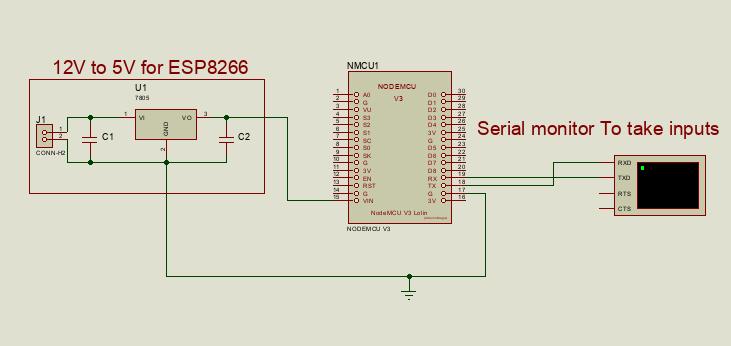 12V to 5V for ESP8266
U1
7805
J1
1
2
CONN-H2
C1
1
VI
VO
3
GND
2
C2
NMCU1
NODEMCU
V3
1 A0 D0 30
2 G D1 29
3 VU D2 28
4 S3 D3 27
5 S2 D4 26
6 S1 3V 25
7 SC G 24
8 S0 D5 23
9 SK D6 22
10 G D7 21
11 3V D8 20
12 EN RX 19
13 RST TX 18
14 G G 17
15 VIN 3V 16
NodeMCU V3 Lolin
NODEMCU V3
Serial monitor To take inputs
RXD
TXD
RTS
CTS